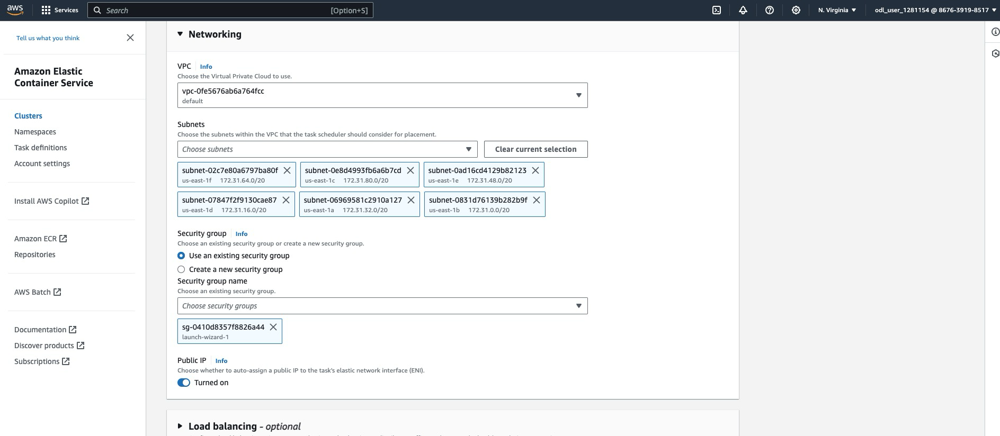 aws
Services
Search
[Option+S]
N. Virginia
odl_user_1281154 @ 8676-3919-8517
Tell us what you think
Amazon Elastic
Container Service
Clusters
Namespaces
Task definitions
Account settings
Install AWS Copilot
Amazon ECR
Repositories
AWS Batch
Documentation
Discover products
Subscriptions
Networking
VPC Info
Choose the Virtual Private Cloud to use.
vpc-0fe5676ab6a764fcc
default
Subnets
Choose the subnets within the VPC that the task scheduler should consider for placement.
Choose subnets
Clear current selection
subnet-02c7e80a6797ba80f
us-east-1f 172.31.64.0/20
subnet-0e8d4993fb6a6b7cd
us-east-1c 172.31.80.0/20
subnet-0ad16cd4129b82123
us-east-1e 172.31.48.0/20
subnet-07847f2f9130cae87
us-east-1d 172.31.16.0/20
subnet-06969581c2910a127
us-east-1a 172.31.32.0/20
subnet-0831d76139b282b9f
us-east-1b 172.31.0.0/20
Security group Info
Choose an existing security group or create a new security group.
Use an existing security group
Create a new security group
Security group name
Choose an existing security group.
Choose security groups
sg-0410d8357f8826a44
launch-wizard-1
Public IP Info
Choose whether to auto-assign a public IP to the task's elastic network interface (ENI).
Turned on
Load balancing - optional